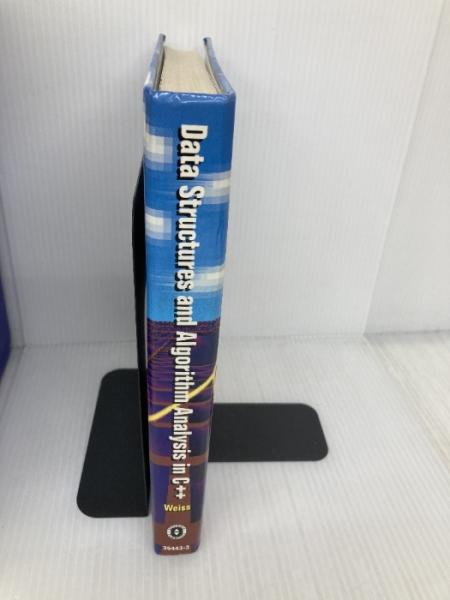 Data Structures and Algorithm Analysis in C++
Weiss
35443-3